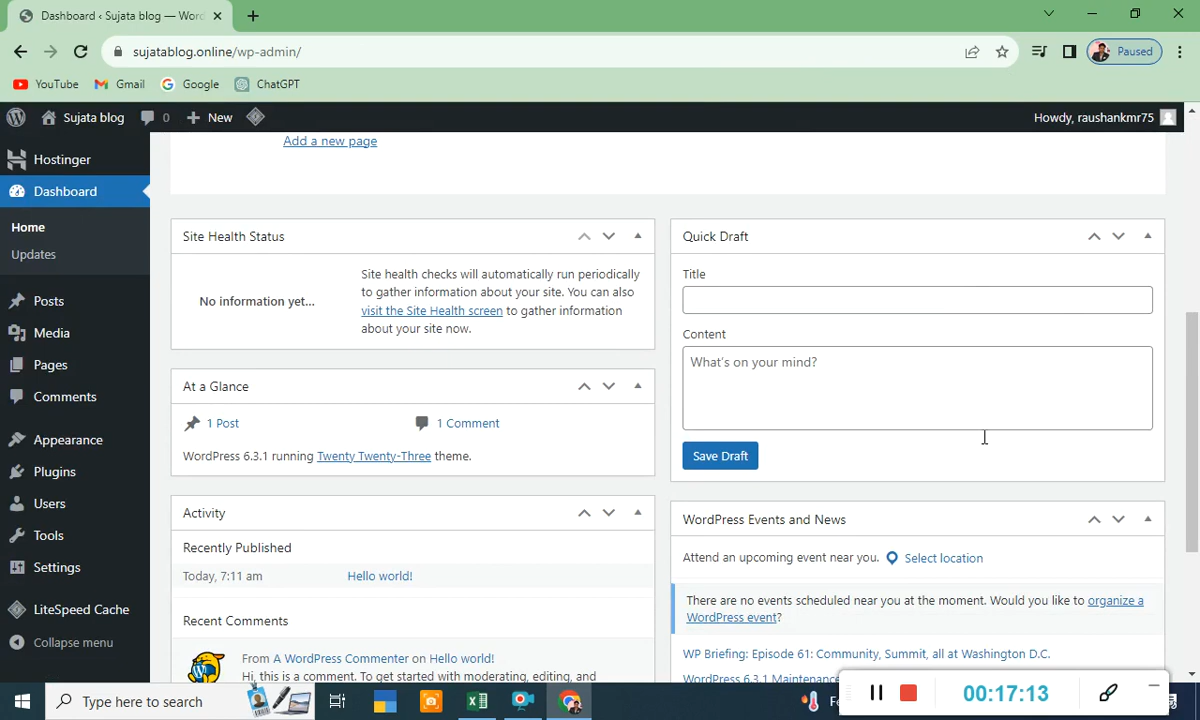 Dashboard ‹ Sujata blog — Wor
sujatablog.online/wp-admin/
Paused
YouTube
Gmail
Google
ChatGPT
Sujata blog
0
New
Howdy, raushankmr75
Hostinger
Dashboard
Home
Updates
Posts
Media
Pages
Comments
Appearance
Plugins
Users
Tools
Settings
LiteSpeed Cache
Collapse menu
Add a new page
Site Health Status
No information yet...
Site health checks will automatically run periodically
to gather information about your site. You can also
visit the Site Health screen to gather information
about your site now.
At a Glance
1 Post
1 Comment
WordPress 6.3.1 running Twenty Twenty-Three theme.
Activity
Recently Published
Today, 7:11 am
Hello world!
Recent Comments
From A WordPress Commenter on Hello world!
Hi, this is a comment. To get started with moderating, editing, and
Quick Draft
Title
Content
What's on your mind?
Save Draft
WordPress Events and News
Attend an upcoming event near you.
Select location
There are no events scheduled near you at the moment. Would you like to organize a
WordPress event?
WP Briefing: Episode 61: Community, Summit, all at Washington D.C.
WordPress 6.3.1 Maintenance
Type here to search
00:17:13